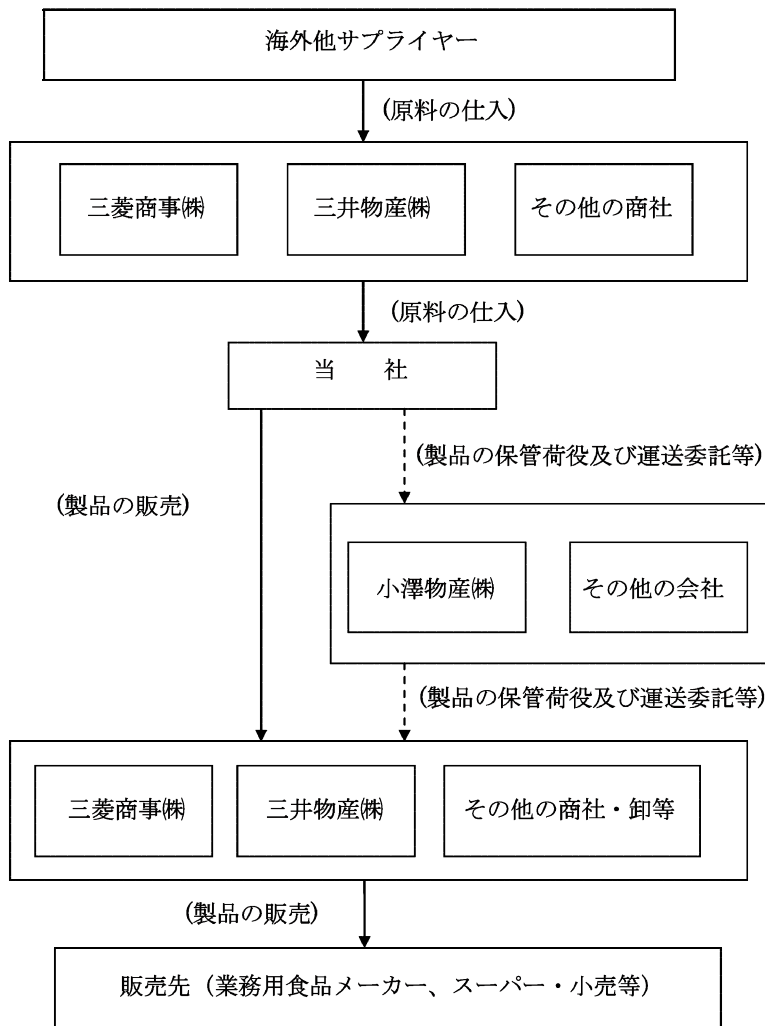 海外他サプライヤー
(原料の仕入)
三菱商事㈱
三井物産㈱
その他の商社
(原料の仕入)
当　社
(製品の保管荷役及び運送委託等)
(製品の販売)
小澤物産㈱
その他の会社
(製品の保管荷役及び運送委託等)
三菱商事㈱
三井物産㈱
その他の商社・卸等
(製品の販売)
販売先（業務用食品メーカー、スーパー・小売等）